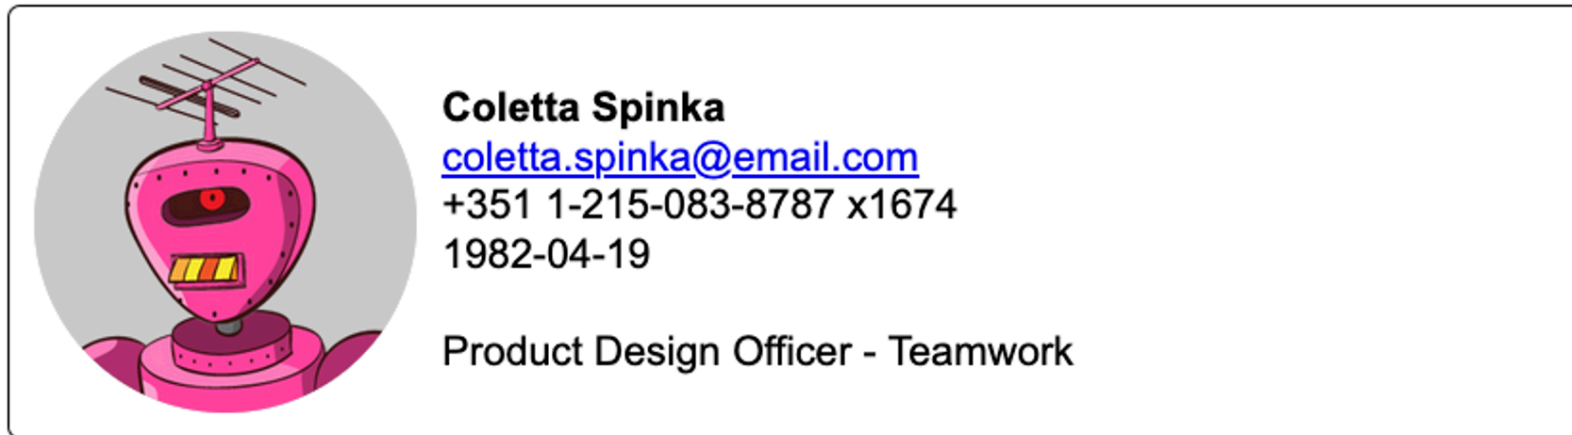 Coletta Spinka
coletta.spinka@email.com
+351 1-215-083-8787 x1674
1982-04-19
Product Design Officer - Teamwork